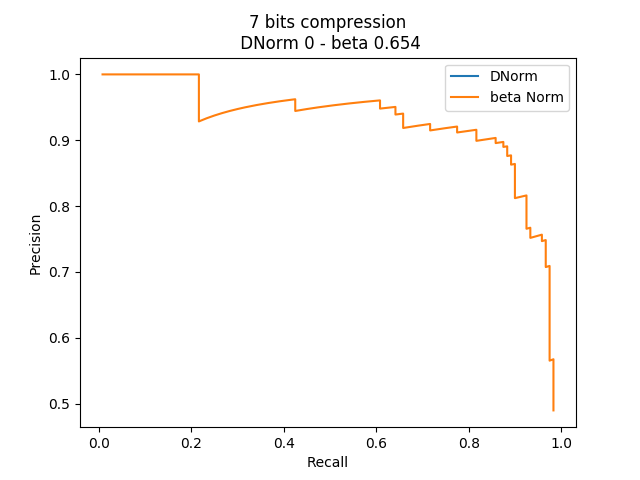 7 bits compression
DNorm 0 - beta 0.654
DNorm
beta Norm
1.0
0.9
0.8
0.7
0.6
0.5
Precision
0.0 0.2 0.4 0.6 0.8 1.0
Recall